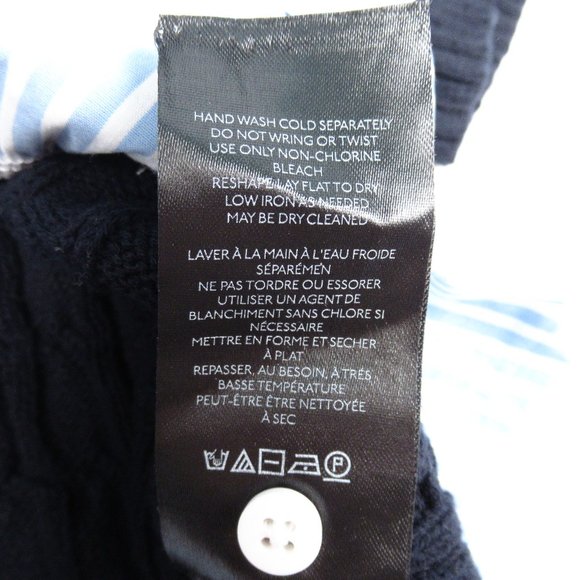 HAND WASH COLD SEPARATELY
DO NOT WRING OR TWIST
USE ONLY NON-CHLORINE
BLEACH
RESHAPE LAY FLAT TO DRY
LOW IRON AS NEEDED
MAY BE DRY CLEANED
LAVER À LA MAIN À L'EAU FROIDE
SÉPARÉMEN
NE PAS TORDRE OU ESSORER
UTILISER UN AGENT DE
BLANCHIMENT SANS CHLORE SI
NÉCESSAIRE
METTRE EN FORME ET SECHER
À PLAT
REPASSER, AU BESOIN, À TRÉS
BASSE TEMPÉRATURE
PEUT-ÊTRE ÊTRE NETTOYÉE
À SEC
P